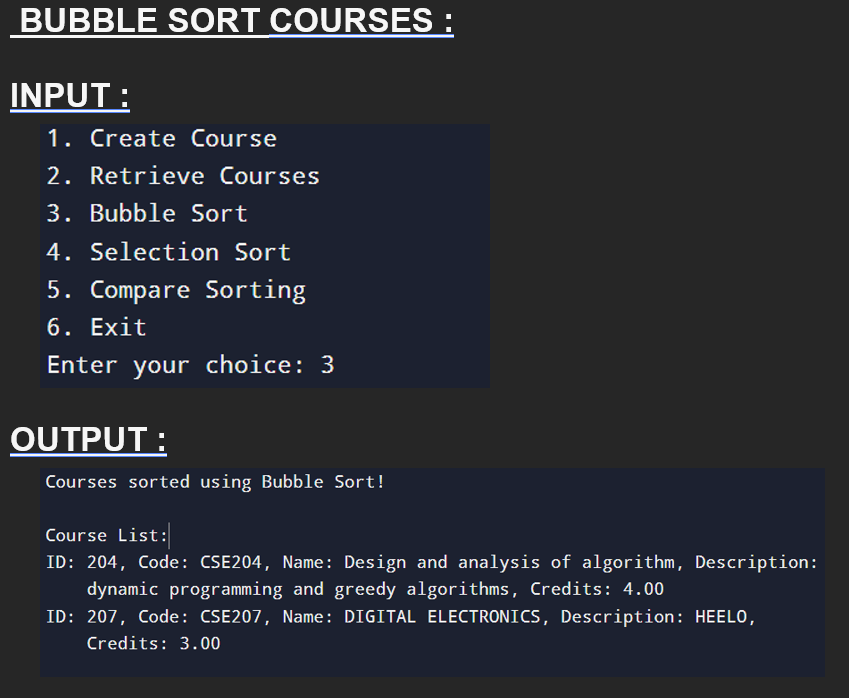 BUBBLE SORT COURSES :
INPUT :
1. Create Course
2. Retrieve Courses
3. Bubble Sort
4. Selection Sort
5. Compare Sorting
6. Exit
Enter your choice: 3
OUTPUT :
Courses sorted using Bubble Sort!
Course List:
ID: 204, Code: CSE204, Name: Design and analysis of algorithm, Description:
dynamic programming and greedy algorithms, Credits: 4.00
ID: 207, Code: CSE207, Name: DIGITAL ELECTRONICS, Description: HEELO,
Credits: 3.00